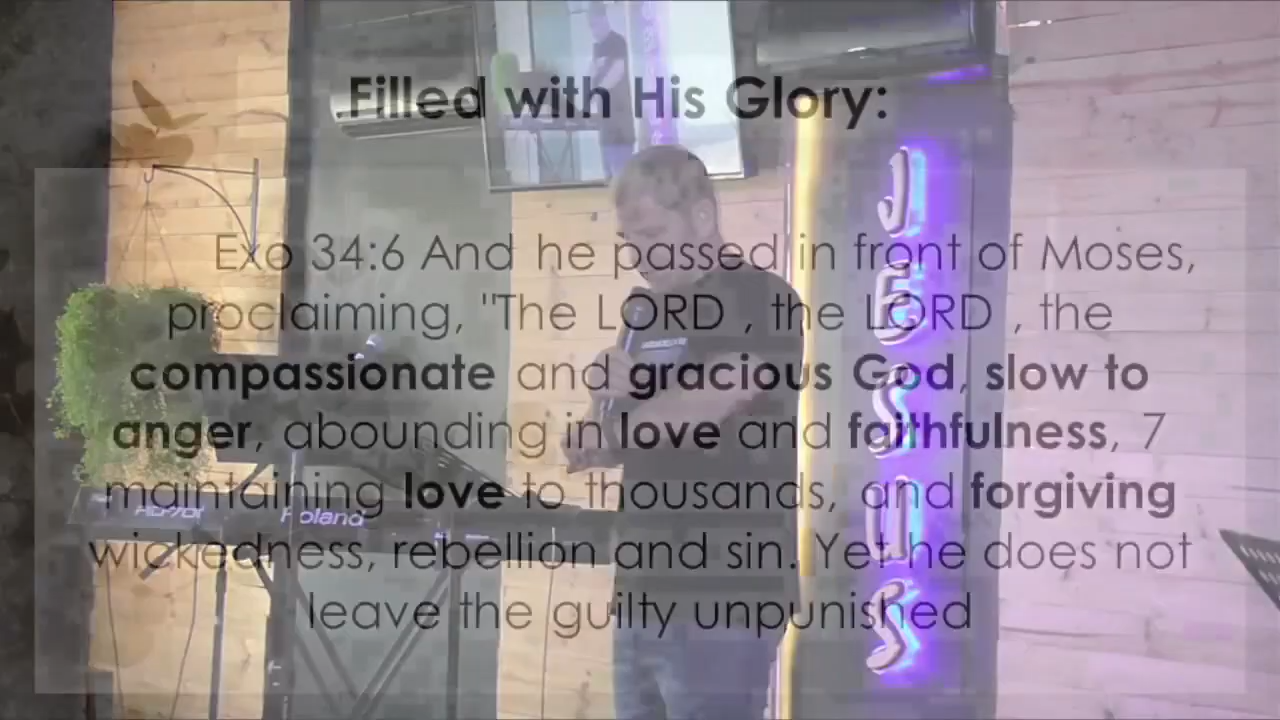 Filled with His Glory:
Exo 34:6 And he passed in front of Moses,
proclaiming, "The LORD , the LORD , the
compassionate and gracious God, slow to
anger, abounding in love and faithfulness, 7
maintaining love to thousands, and forgiving
wickedness, rebellion and sin. Yet he does not
leave the guilty unpunished
JESUS
Roland